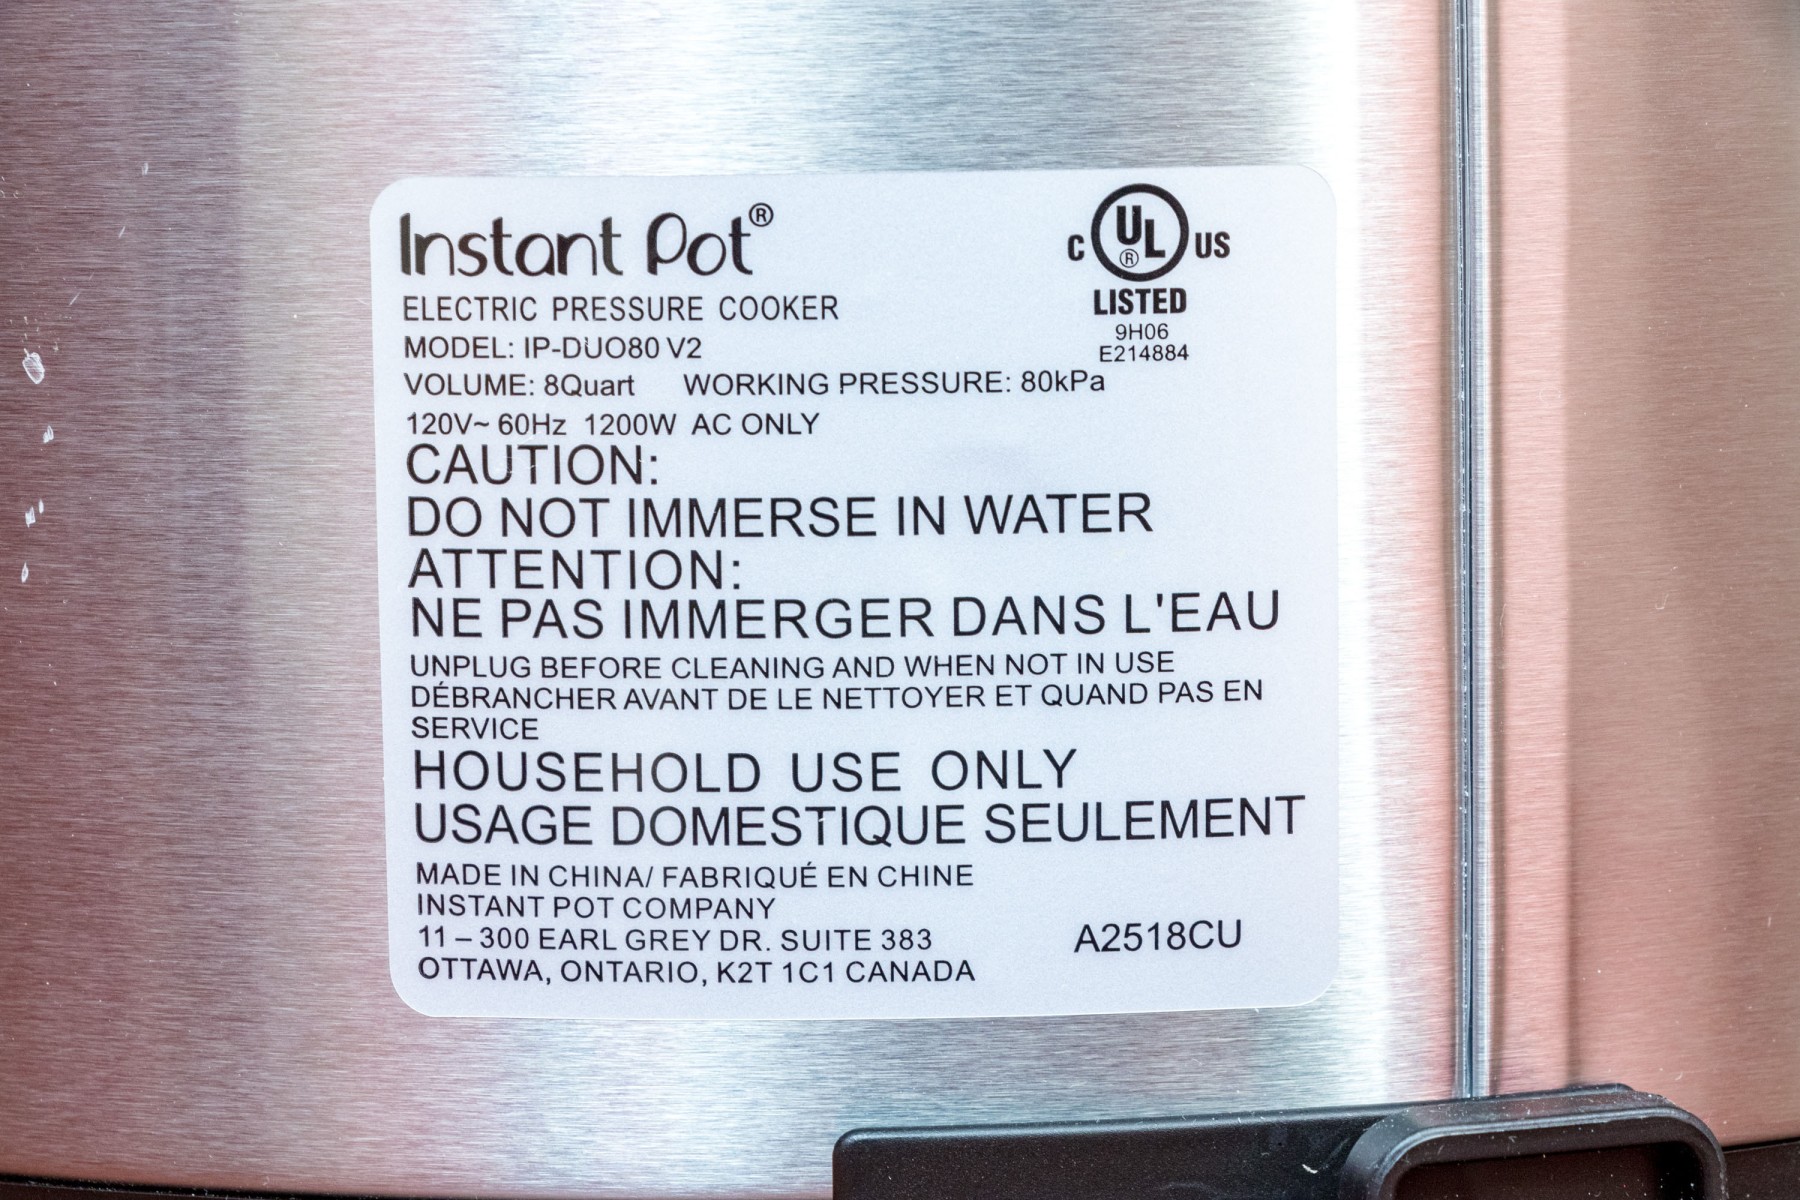 Instant Pot®
ELECTRIC PRESSURE COOKER
MODEL: IP-DUO80 V2
VOLUME: 8Quart WORKING PRESSURE: 80kPa
120V~ 60Hz 1200W AC ONLY
C UL® US
LISTED
9H06
E214884
CAUTION:
DO NOT IMMERSE IN WATER
ATTENTION:
NE PAS IMMERGER DANS L'EAU
UNPLUG BEFORE CLEANING AND WHEN NOT IN USE
DÉBRANCHER AVANT DE LE NETTOYER ET QUAND PAS EN
SERVICE
HOUSEHOLD USE ONLY
USAGE DOMESTIQUE SEULEMENT
MADE IN CHINA/ FABRIQUÉ EN CHINE
INSTANT POT COMPANY
11 – 300 EARL GREY DR. SUITE 383
OTTAWA, ONTARIO, K2T 1C1 CANADA
A2518CU